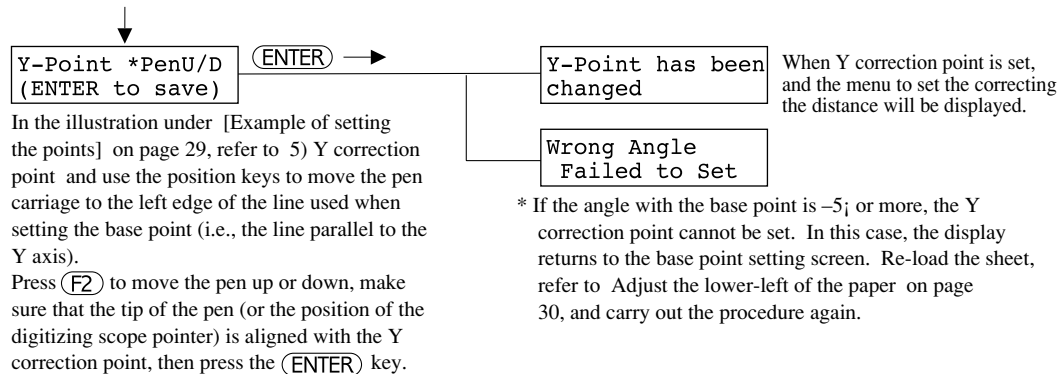 Y-Point *PenU/D
(ENTER to save)
ENTER
In the illustration under [Example of setting
the points] on page 29, refer to 5) Y correction
point and use the position keys to move the pen
carriage to the left edge of the line used when
setting the base point (i.e., the line parallel to the
Y axis).
Press F2 to move the pen up or down, make
sure that the tip of the pen (or the position of the
digitizing scope pointer) is aligned with the Y
correction point, then press the ENTER key.
Y-Point has been
changed
When Y correction point is set,
and the menu to set the correcting
the distance will be displayed.
Wrong Angle
Failed to Set
* If the angle with the base point is –5¡ or more, the Y
correction point cannot be set. In this case, the display
returns to the base point setting screen. Re-load the sheet,
refer to Adjust the lower-left of the paper on page
30, and carry out the procedure again.